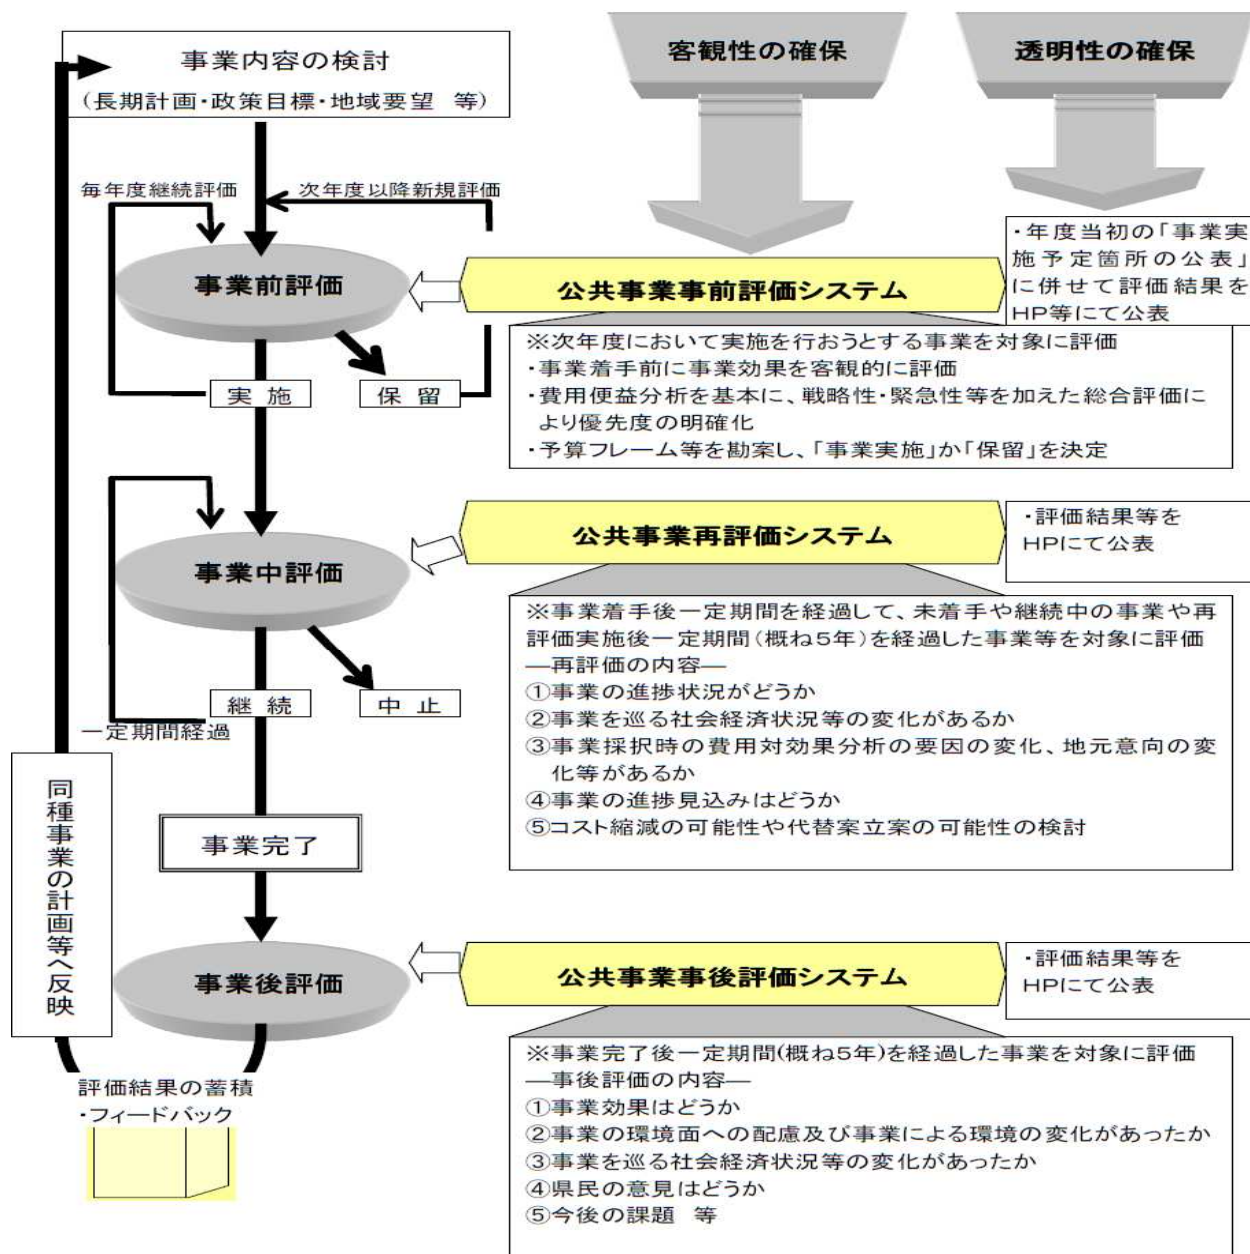 事業内容の検討
(長期計画・政策目標・地域要望 等)
客観性の確保
透明性の確保
毎年度継続評価
次年度以降新規評価
事業前評価
公共事業事前評価システム
・年度当初の「事業実
施予定箇所の公表」
に併せて評価結果を
HP等にて公表
※次年度において実施を行おうとする事業を対象に評価
・事業着手前に事業効果を客観的に評価
・費用便益分析を基本に、戦略性・緊急性等を加えた総合評価に
より優先度の明確化
・予算フレーム等を勘案し、「事業実施」か「保留」を決定
実 施
保 留
事業中評価
公共事業再評価システム
・評価結果等を
HPにて公表
※事業着手後一定期間を経過して、未着手や継続中の事業や再
評価実施後一定期間(概ね5年)を経過した事業等を対象に評価
―再評価の内容―
①事業の進捗状況がどうか
②事業を巡る社会経済状況等の変化があるか
③事業採択時の費用対効果分析の要因の変化、地元意向の変
化等があるか
④事業の進捗見込みはどうか
⑤コスト縮減の可能性や代替案立案の可能性の検討
継 続
中 止
一定期間経過
同種事業の計画等へ反映
事業完了
事業後評価
公共事業事後評価システム
・評価結果等を
HPにて公表
※事業完了後一定期間(概ね5年)を経過した事業を対象に評価
―事後評価の内容―
①事業効果はどうか
②事業の環境面への配慮及び事業による環境の変化があったか
③事業を巡る社会経済状況等の変化があったか
④県民の意見はどうか
⑤今後の課題 等
評価結果の蓄積
・フィードバック